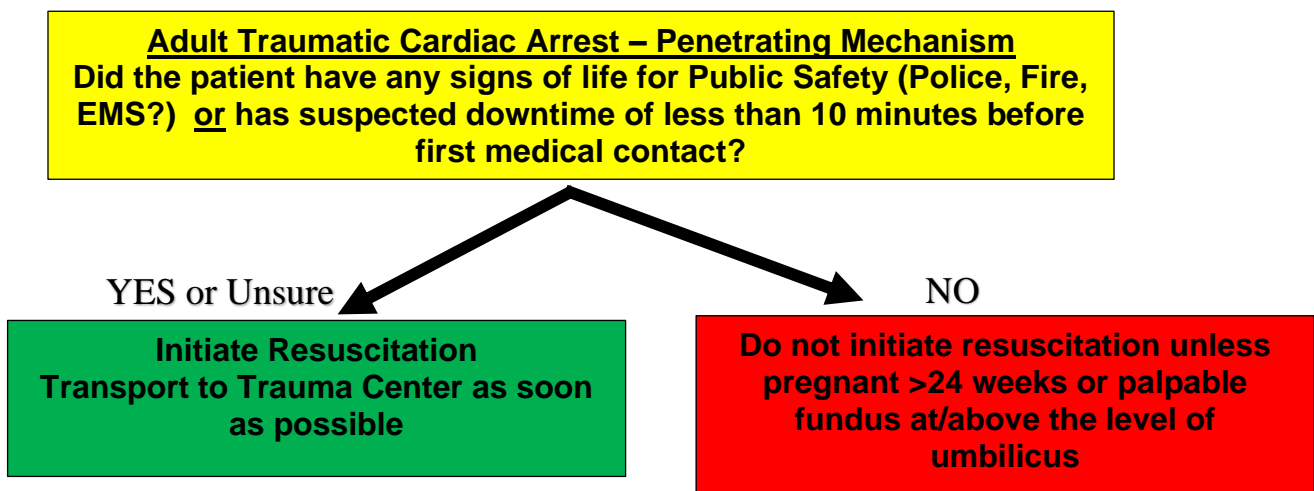 Adult Traumatic Cardiac Arrest – Penetrating Mechanism
Did the patient have any signs of life for Public Safety (Police, Fire,
EMS?) or has suspected downtime of less than 10 minutes before
first medical contact?
YES or Unsure
NO
Initiate Resuscitation
Transport to Trauma Center as soon
as possible
Do not initiate resuscitation unless
pregnant >24 weeks or palpable
fundus at/above the level of
umbilicus